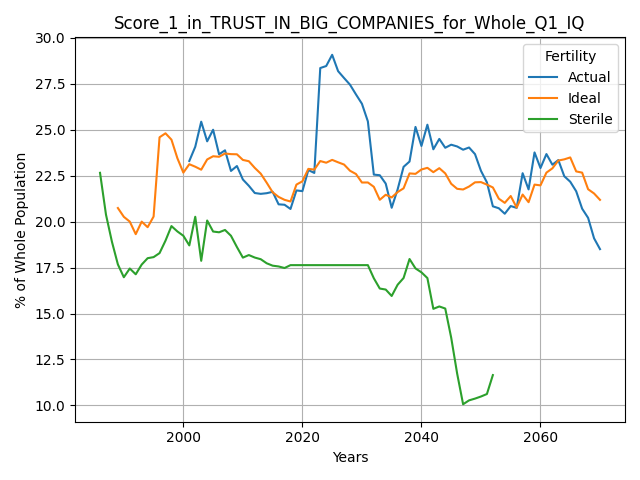 Score_1_in_TRUST_IN_BIG_COMPANIES_for_Whole_Q1_IQ
Fertility
Actual
Ideal
Sterile
% of Whole Population
30.0
27.5
25.0
22.5
20.0
17.5
15.0
12.5
10.0
2000
2020
2040
2060
Years